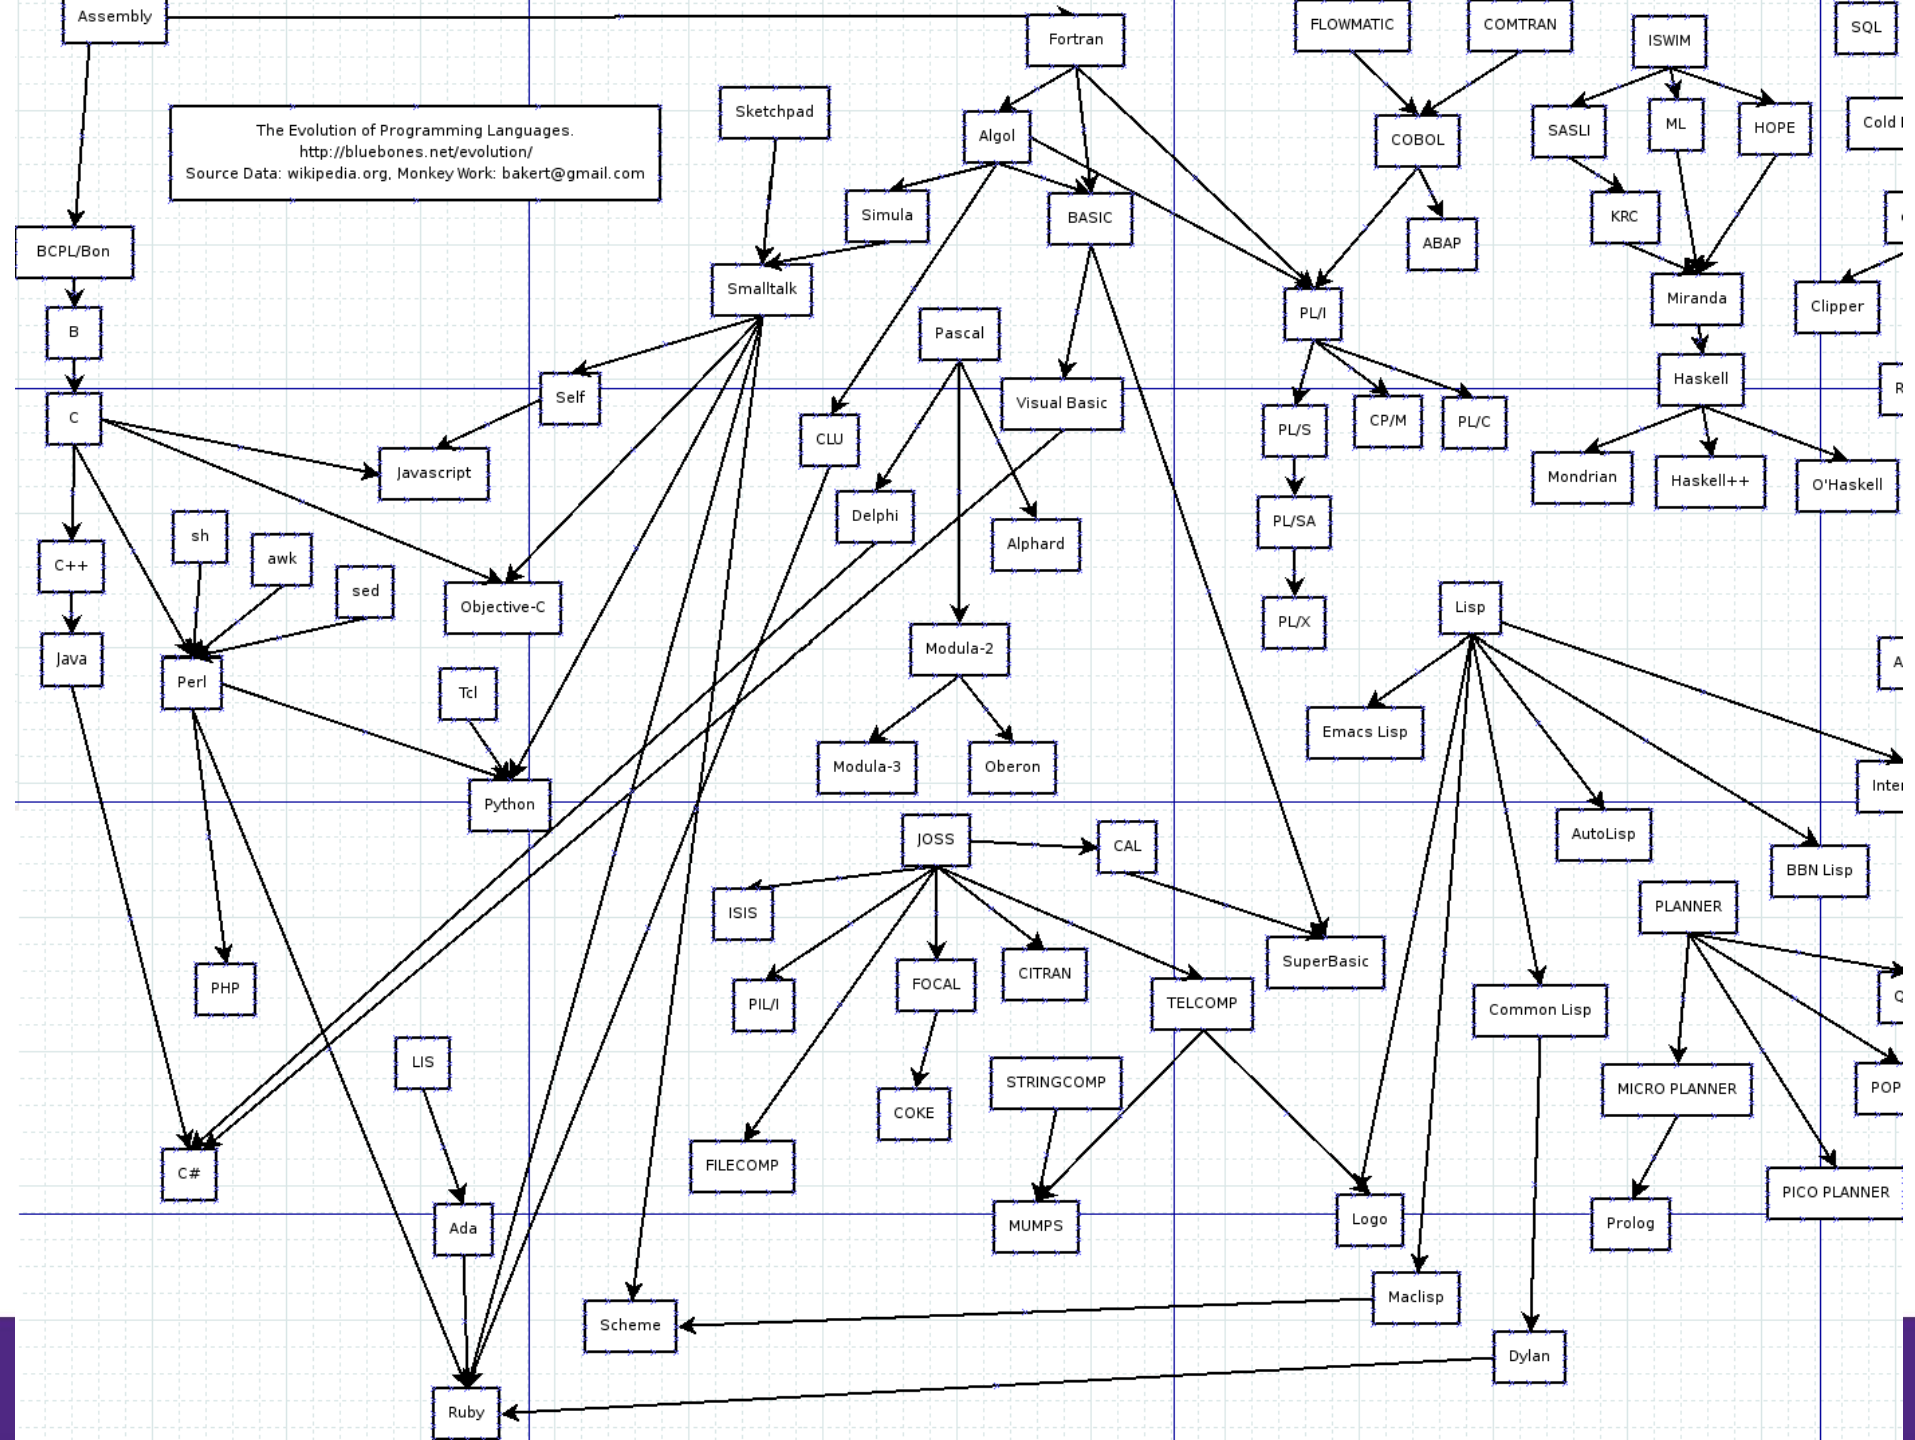 Assembly
Fortran
FLOWMATIC
COMTRAN
ISWIM
SQL
Sketchpad
Algol
COBOL
SASLI
ML
HOPE
Cold
The Evolution of Programming Languages.
http://bluebones.net/evolution/
Source Data: wikipedia.org, Monkey Work: bakert@gmail.com
Simula
BASIC
KRC
ABAP
BCPL/Bon
Smalltalk
Miranda
Clipper
PL/I
B
Pascal
Haskell
Self
Visual Basic
C
CLU
PL/S
CP/M
PL/C
Javascript
Mondrian
Haskell++
O'Haskell
Delphi
PL/SA
sh
Alphard
awk
C++
sed
Objective-C
Lisp
PL/X
Modula-2
Java
Perl
Tcl
Emacs Lisp
Modula-3
Oberon
Python
AutoLisp
JOSS
CAL
BBN Lisp
PLANNER
ISIS
SuperBasic
CITRAN
FOCAL
PHP
PIL/I
TELCOMP
Common Lisp
LIS
STRINGCOMP
MICRO PLANNER
POP
COKE
FILECOMP
C#
PICO PLANNER
Logo
Prolog
MUMPS
Ada
Maclisp
Scheme
Dylan
Ruby